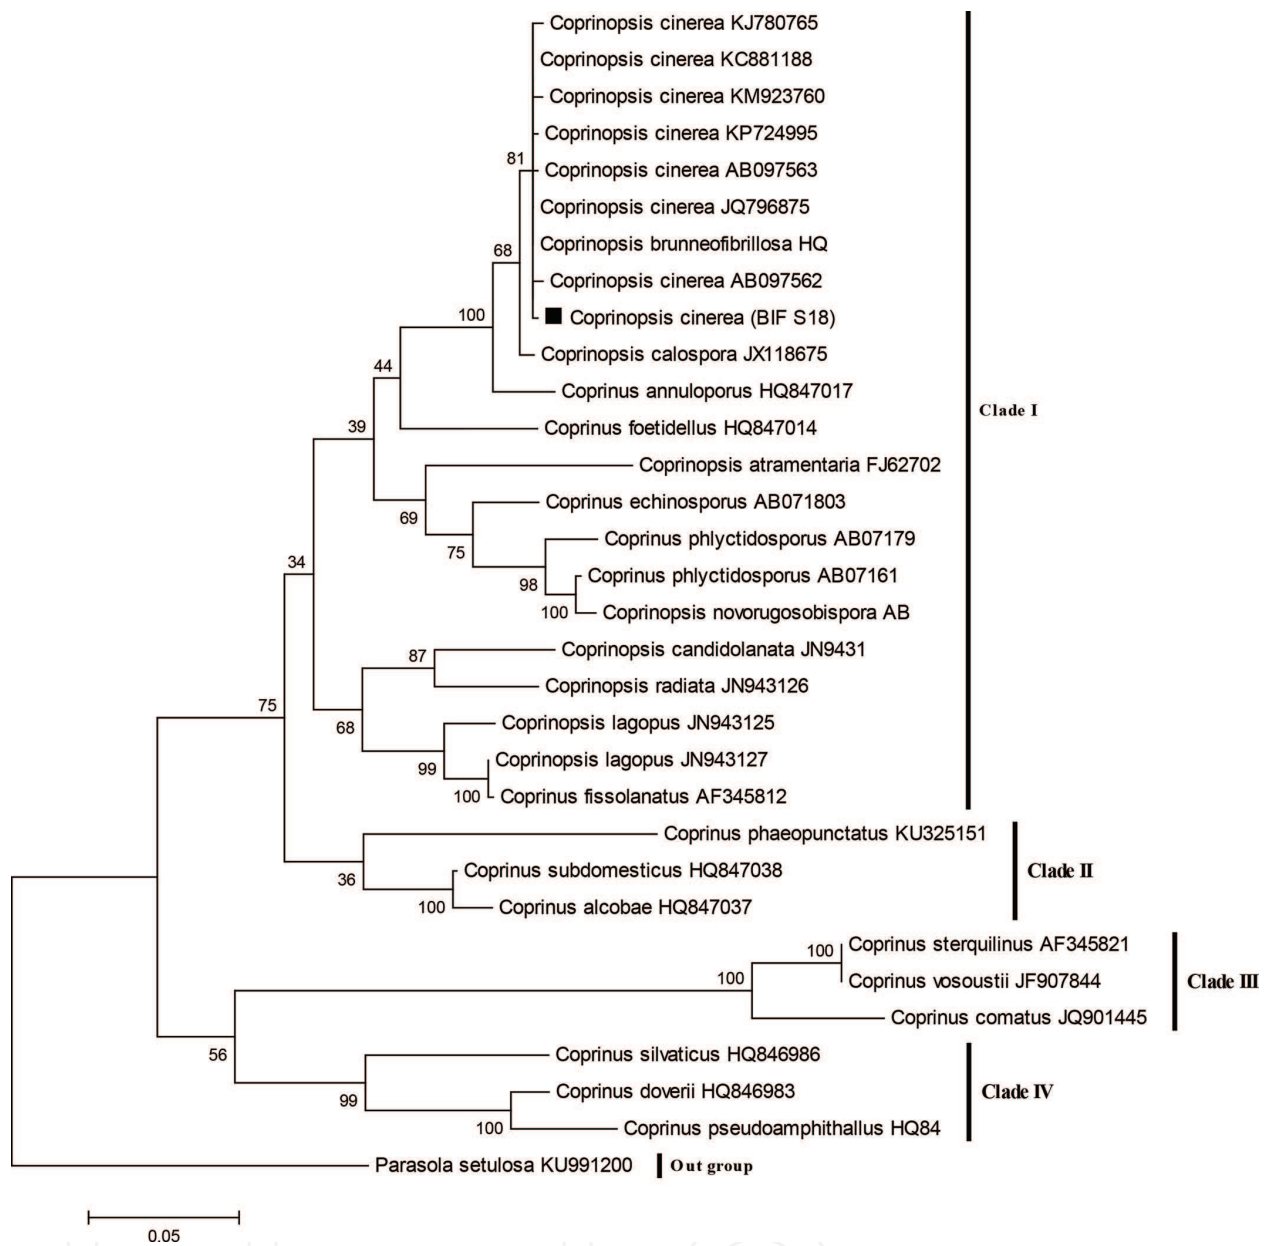 Coprinopsis cinerea KJ780765
Coprinopsis cinerea KC881188
Coprinopsis cinerea KM923760
Coprinopsis cinerea KP724995
81
Coprinopsis cinerea AB097563
Coprinopsis cinerea JQ796875
Coprinopsis brunneofibrillosa HQ
68
Coprinopsis cinerea AB097562
Coprinopsis cinerea (BIF S18)
100
Coprinopsis calospora JX118675
44
Coprinus annuloporus HQ847017
Clade I
39
Coprinus foetidellus HQ847014
Coprinopsis atramentaria FJ62702
69
Coprinus echinosporus AB071803
75
Coprinus phlyctidosporus AB07179
34
98
Coprinus phlyctidosporus AB07161
100
Coprinopsis novorugosobispora AB
87
Coprinopsis candidolanata JN9431
Coprinopsis radiata JN943126
75
68
Coprinopsis lagopus JN943125
99
Coprinopsis lagopus JN943127
100
Coprinus fissolanatus AF345812
Coprinus phaeopunctatus KU325151
36
Coprinus subdomesticus HQ847038
Clade II
100
Coprinus alcobae HQ847037
100
Coprinus sterquilinus AF345821
100
Coprinus vosoustii JF907844
Clade III
Coprinus comatus JQ901445
56
Coprinus silvaticus HQ846986
99
Coprinus doverii HQ846983
Clade IV
100
Coprinus pseudoamphithallus HQ84
Parasola setulosa KU991200
Out group
0.05